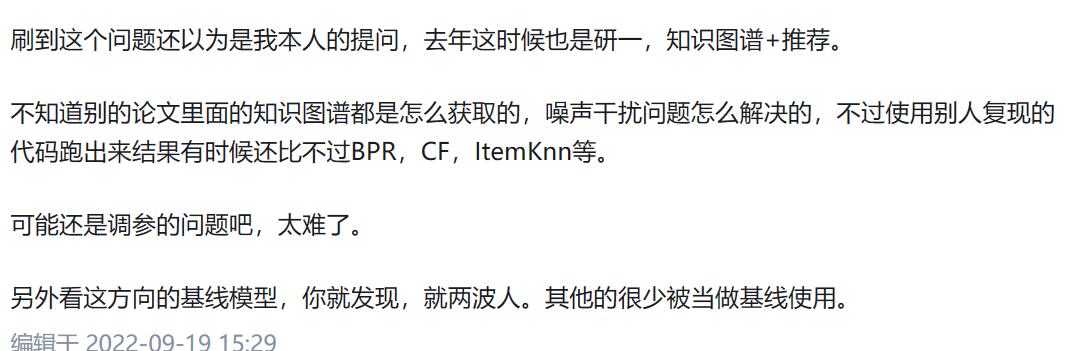 刷到这个问题还以为是我本人的提问，去年这时候也是研一，知识图谱+推荐。
不知道别的论文里面的知识图谱都是怎么获取的，噪声干扰问题怎么解决的，不过使用别人复现的
代码跑出来结果有时候还比不过BPR，CF，ItemKnn等。
可能还是调参的问题吧，太难了。
另外看这方向的基线模型，你就发现，就两波人。其他的很少被当做基线使用。
编辑于 2022-09-19 15:29